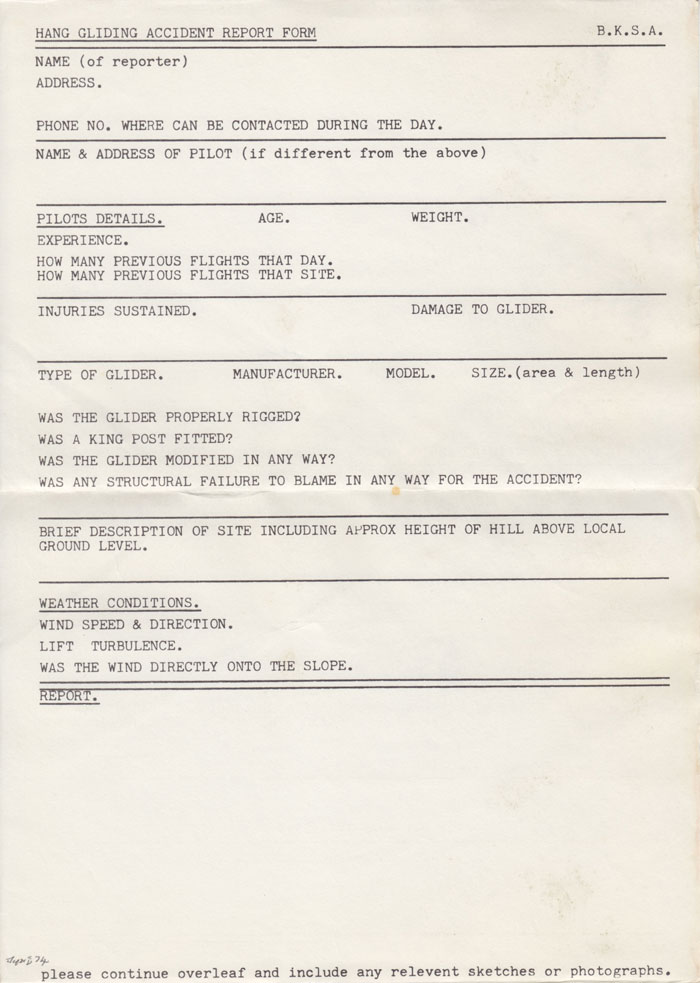 HANG GLIDING ACCIDENT REPORT FORM B.K.S.A.
NAME (of reporter)
ADDRESS.
PHONE NO. WHERE CAN BE CONTACTED DURING THE DAY.
NAME & ADDRESS OF PILOT (if different from the above)
PILOTS DETAILS. AGE. WEIGHT.
EXPERIENCE.
HOW MANY PREVIOUS FLIGHTS THAT DAY.
HOW MANY PREVIOUS FLIGHTS THAT SITE.
INJURIES SUSTAINED. DAMAGE TO GLIDER.
TYPE OF GLIDER. MANUFACTURER. MODEL. SIZE.(area & length)
WAS THE GLIDER PROPERLY RIGGED?
WAS A KING POST FITTED?
WAS THE GLIDER MODIFIED IN ANY WAY?
WAS ANY STRUCTURAL FAILURE TO BLAME IN ANY WAY FOR THE ACCIDENT?
BRIEF DESCRIPTION OF SITE INCLUDING APPROX HEIGHT OF HILL ABOVE LOCAL
GROUND LEVEL.
WEATHER CONDITIONS.
WIND SPEED & DIRECTION.
LIFT TURBULENCE.
WAS THE WIND DIRECTLY ONTO THE SLOPE.
REPORT.
please continue overleaf and include any relevent sketches or photographs.